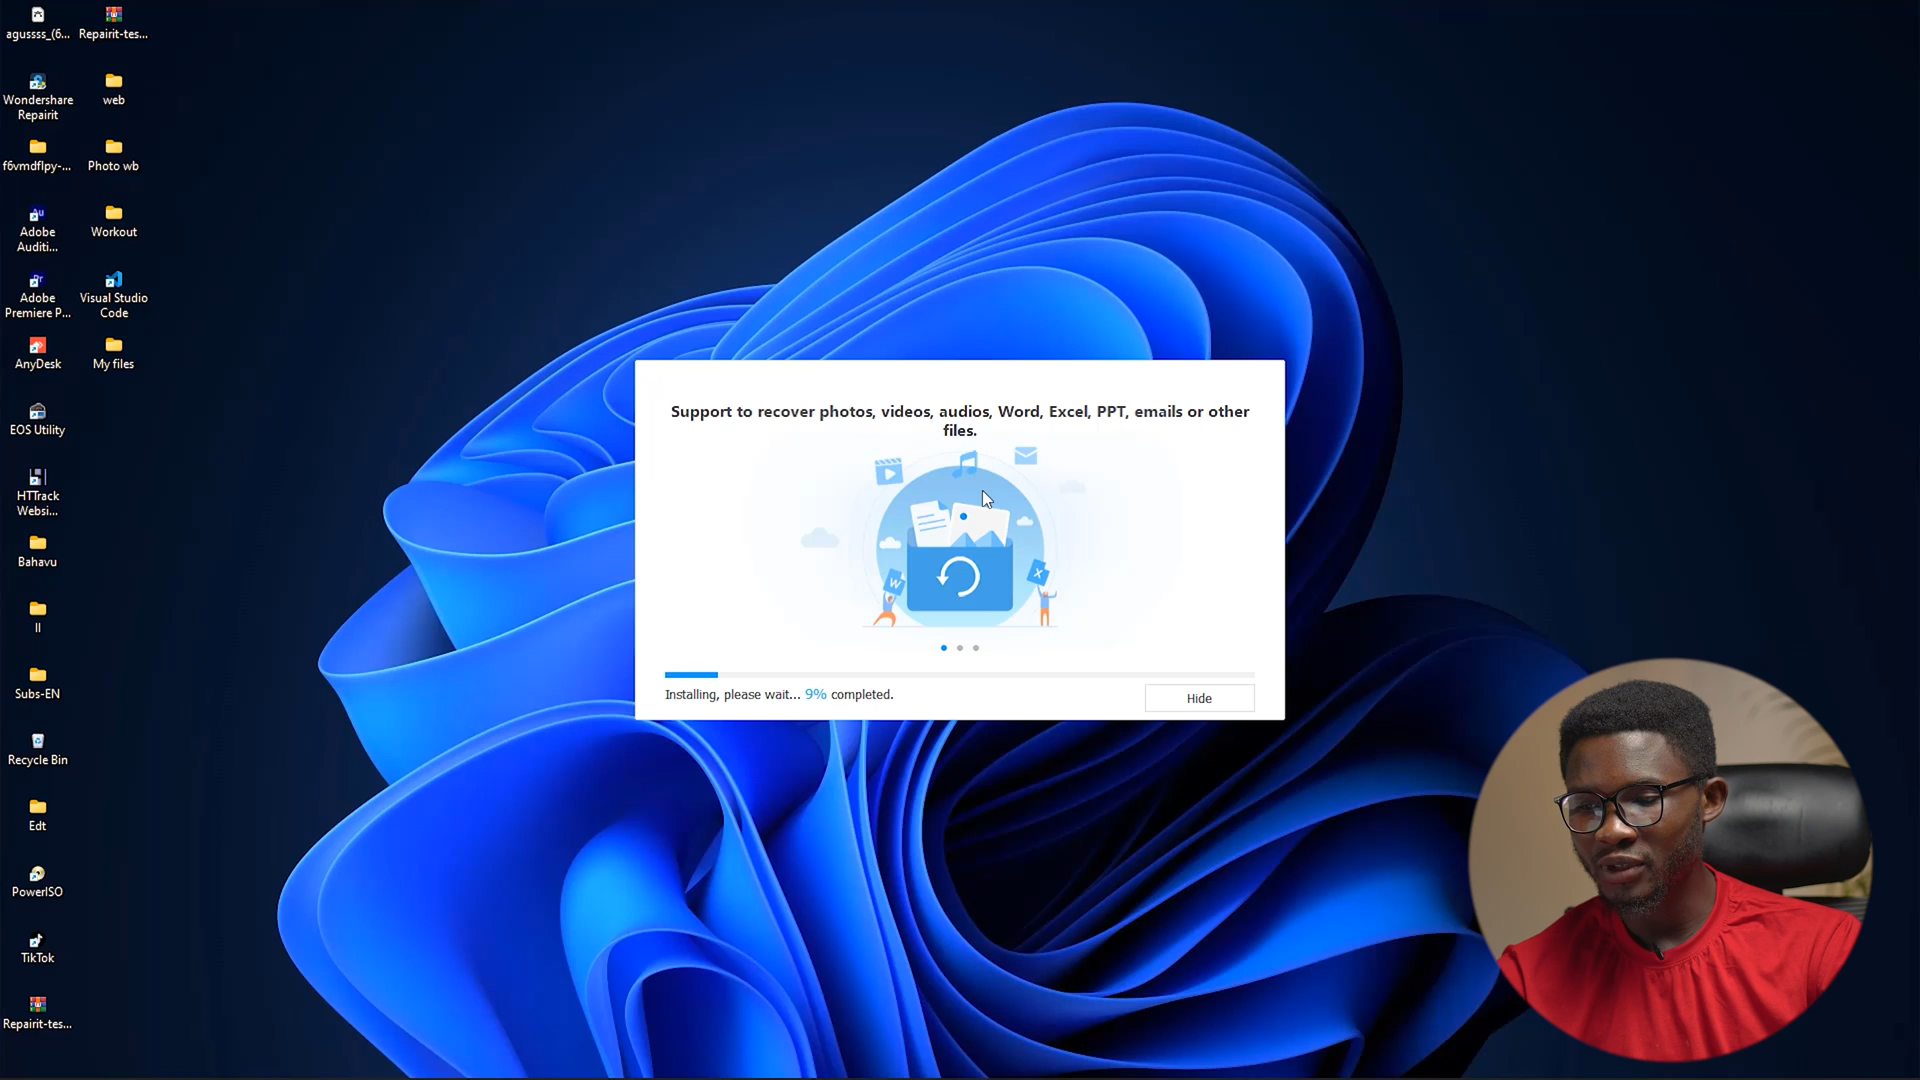 agussss_(6...
Repairit-tes...
Wondershare
Repairit
web
f6vmdflpy-...
Photo wb
Adobe
Auditi...
Workout
Adobe
Premiere P...
Visual Studio
Code
AnyDesk
My files
EOS Utility
HTTrack
Websi...
Bahavu
II
Subs-EN
Recycle Bin
Edt
PowerISO
TikTok
Repairit-tes...
Support to recover photos, videos, audios, Word, Excel, PPT, emails or other
files.
W
X
Installing, please wait... 9% completed.
Hide